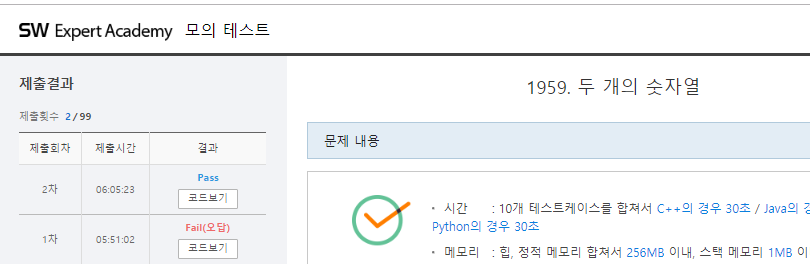 SW Expert Academy 모의 테스트
제출결과
제출횟수 2 / 99
제출회차 제출시간 결과
2차 06:05:23 Pass
코드보기
1차 05:51:02 Fail(오답)
코드보기
1959. 두 개의 숫자열
문제 내용
• 시간 : 10개 테스트케이스를 합쳐서 C++의 경우 30초 / Java의
Python의 경우 30초
• 메모리 : 힙, 정적 메모리 합쳐서 256MB 이내, 스택 메모리 1MB 이